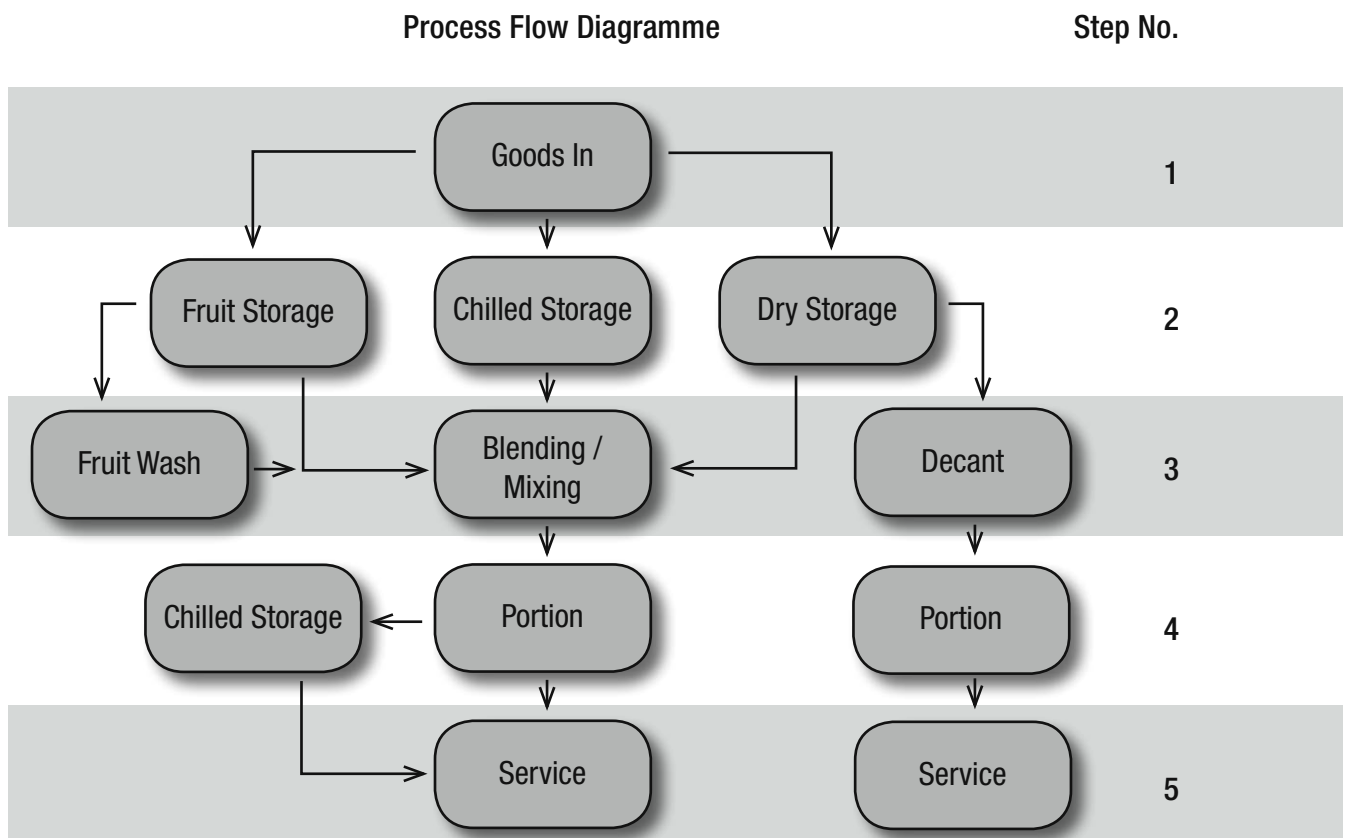 Process Flow Diagramme
Step No.
Goods In
1
Fruit Storage
Chilled Storage
Dry Storage
2
Fruit Wash
Blending /
Mixing
Decant
3
Chilled Storage
Portion
Portion
4
Service
Service
5